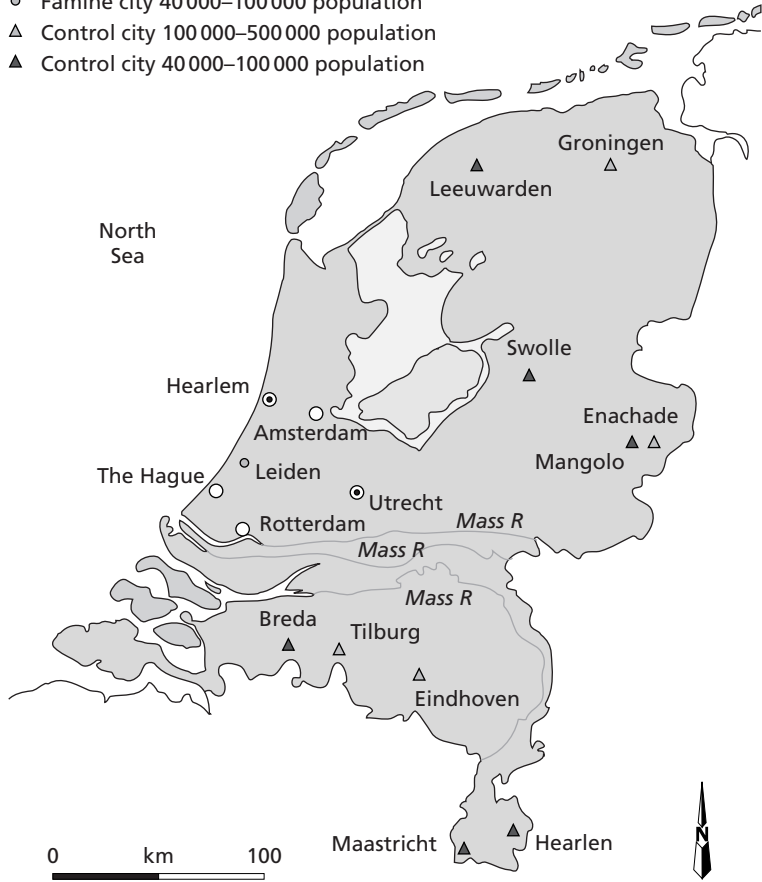 Famine city 40 000–100 000 population
Control city 100 000–500 000 population
Control city 40 000–100 000 population
Groningen
Leeuwarden
North
Sea
Swolle
Hearlem
Enachade
Amsterdam
Mangolo
Leiden
The Hague
Utrecht
Rotterdam
Mass R
Mass R
Mass R
Breda
Tilburg
Eindhoven
Maastricht
Hearlen
N
0 km 100